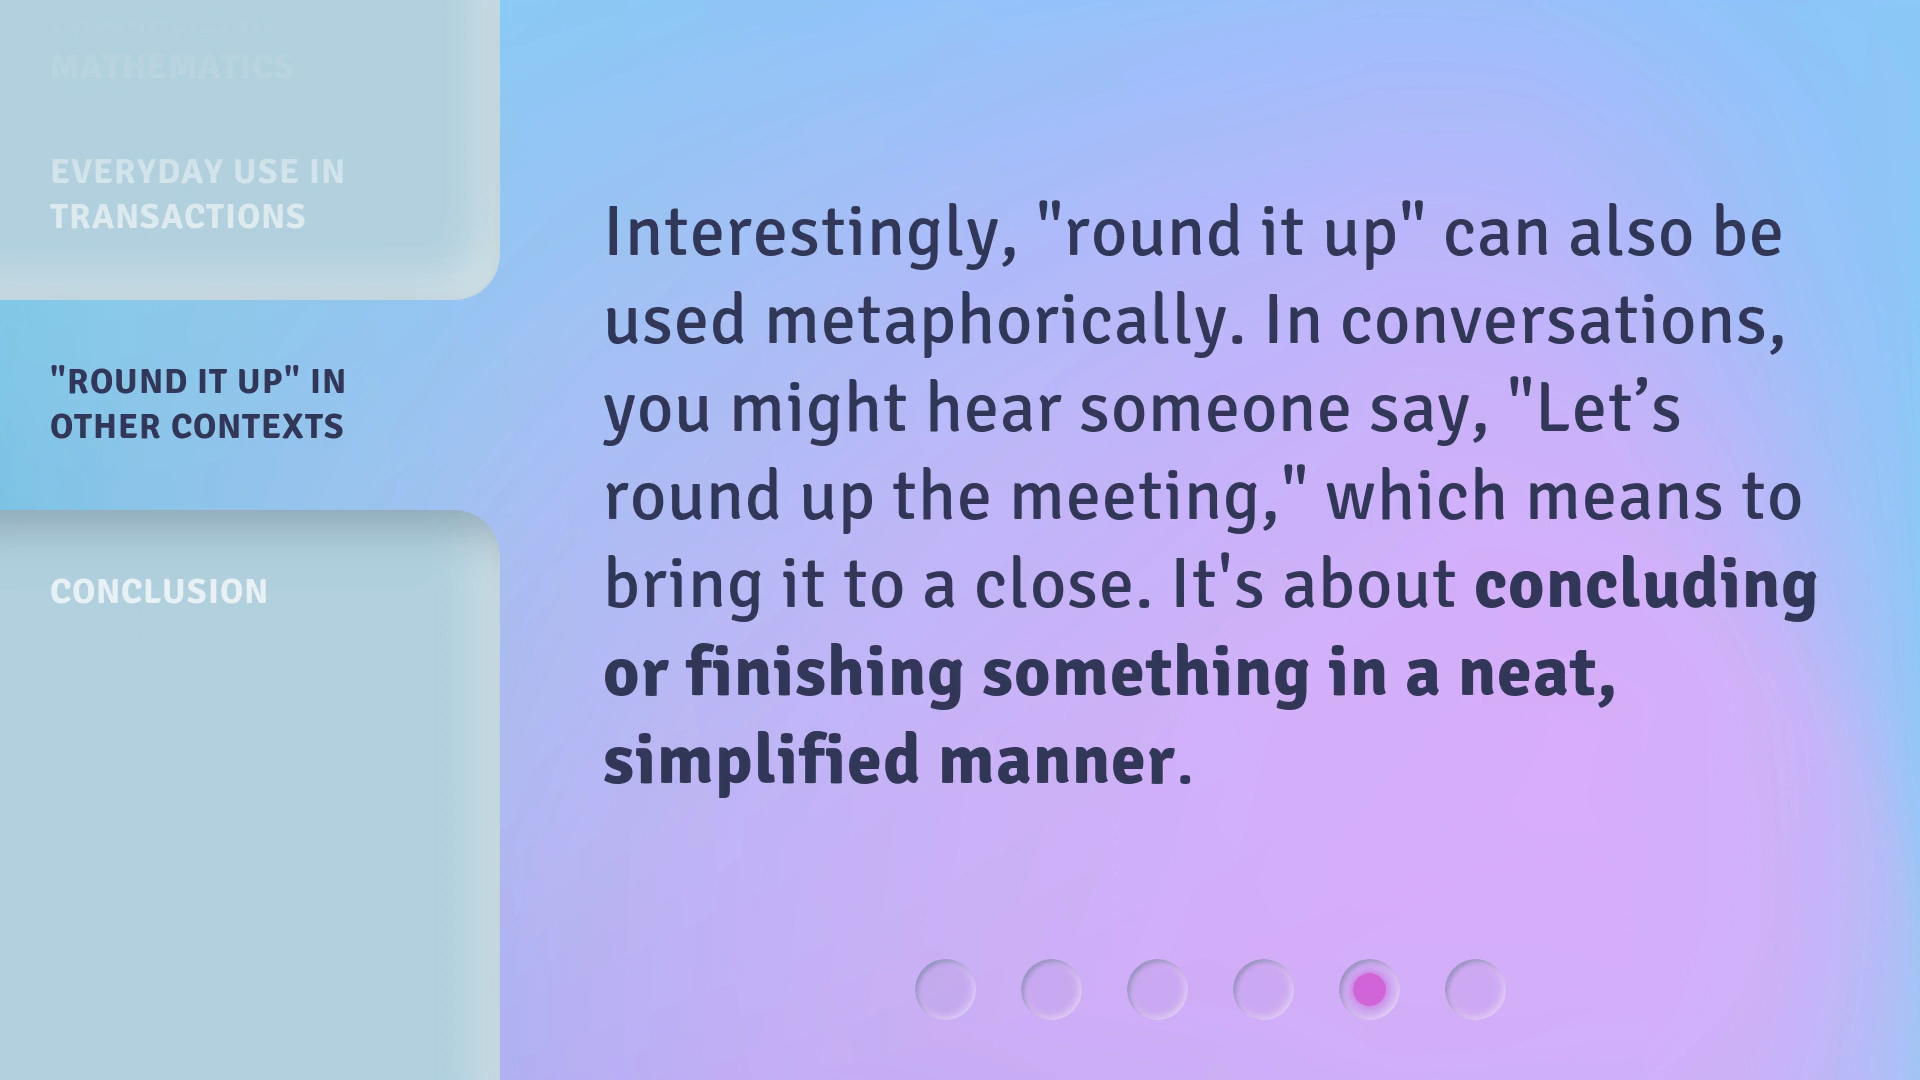 MATHEMATICS
EVERYDAY USE IN
TRANSACTIONS
"ROUND IT UP" IN
OTHER CONTEXTS
CONCLUSION
Interestingly, "round it up" can also be
used metaphorically. In conversations,
you might hear someone say, "Let’s
round up the meeting," which means to
bring it to a close. It's about concluding
or finishing something in a neat,
simplified manner.